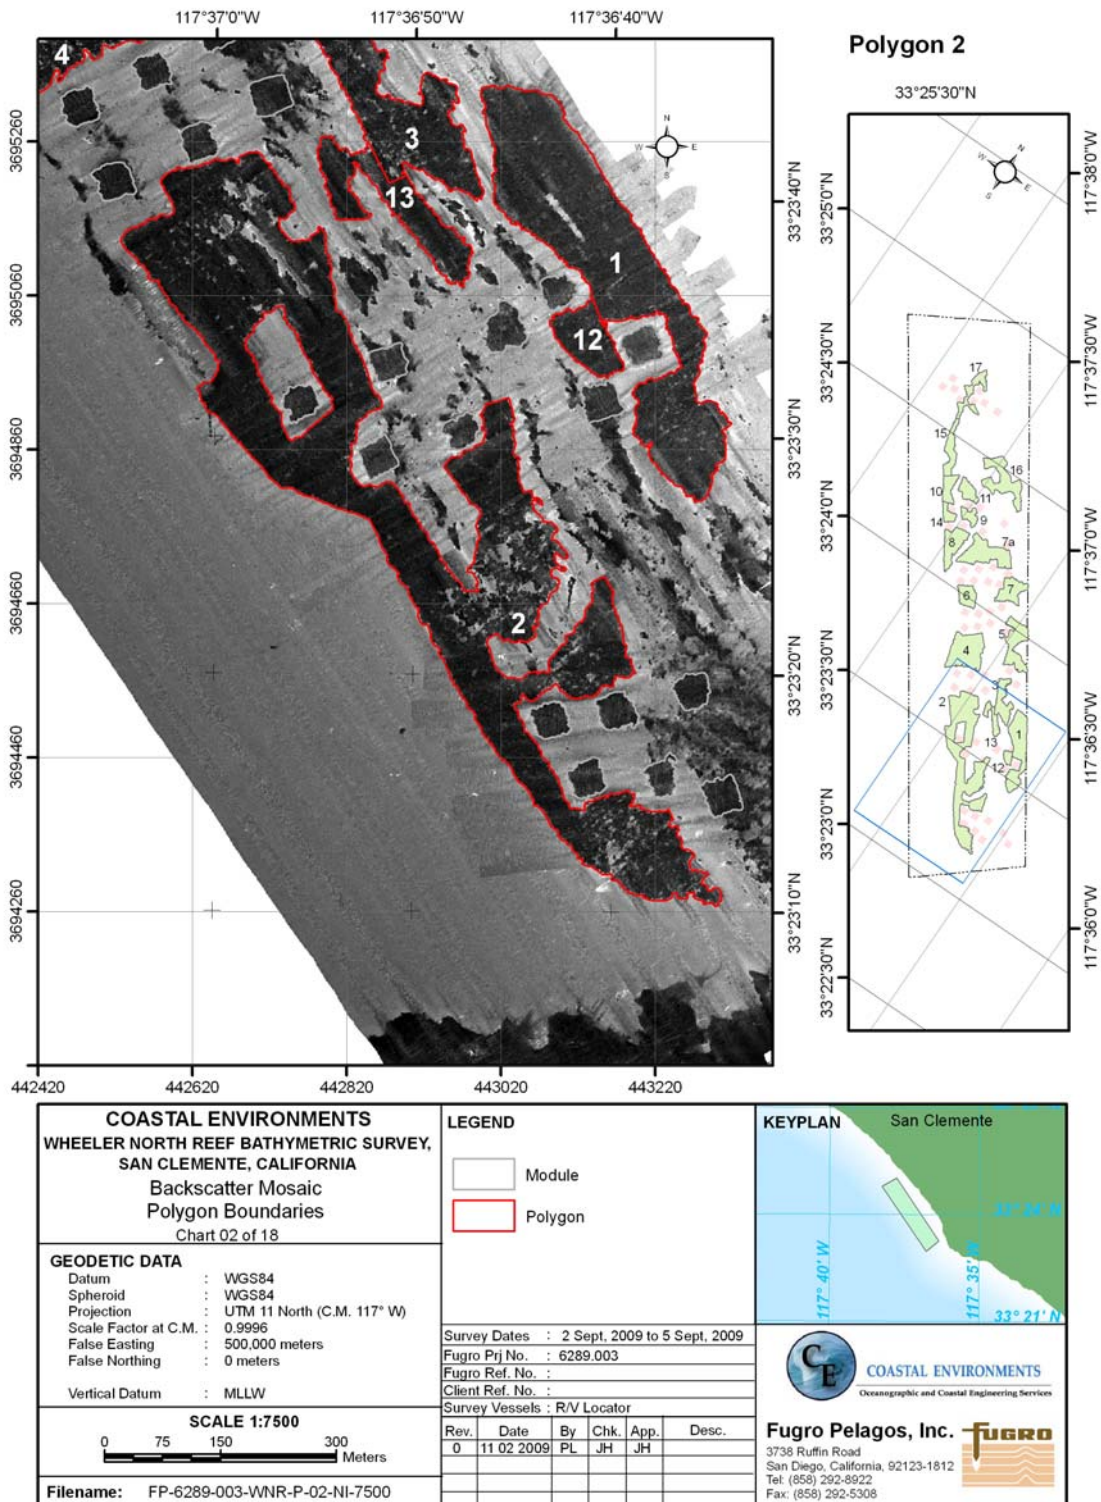 117°37'0"W 117°36'50"W 117°36'40"W
Polygon 2
33°25'30"N
4
3
13
1
12
2
N
W E
S
N
W E
S
3695260
3695060
3694860
3694660
3694460
3694260
33°23'40"N
33°23'30"N
33°23'20"N
33°23'10"N
442420 442620 442820 443020 443220
33°25'0"N
33°24'30"N
33°24'0"N
33°23'30"N
33°23'0"N
33°22'30"N
117°38'0"W
117°37'30"W
117°37'0"W
117°36'30"W
117°36'0"W
17
15
16
10
11
14
9
8
7a
6
7
5
4
3
2
1
13
12
COASTAL ENVIRONMENTS
WHEELER NORTH REEF BATHYMETRIC SURVEY,
SAN CLEMENTE, CALIFORNIA
Backscatter Mosaic
Polygon Boundaries
Chart 02 of 18
GEODETIC DATA
Datum : WGS84
Spheroid : WGS84
Projection : UTM 11 North (C.M. 117° W)
Scale Factor at C.M. : 0.9996
False Easting : 500,000 meters
False Northing : 0 meters
Vertical Datum : MLLW
SCALE 1:7500
0 75 150 300
Meters
Filename: FP-6289-003-WNR-P-02-NI-7500
LEGEND
Module
Polygon
Survey Dates : 2 Sept, 2009 to 5 Sept, 2009
Fugro Prj No. : 6289.003
Fugro Ref. No. :
Client Ref. No. :
Survey Vessels : R/V Locator
Rev. Date By Chk. App. Desc.
0 11 02 2009 PL JH JH
KEYPLAN
San Clemente
33° 24' N
117° 40' W
117° 35' W
33° 21' N
CE
COASTAL ENVIRONMENTS
Oceanographic and Coastal Engineering Services
Fugro Pelagos, Inc.
FUGRO
3738 Ruffin Road
San Diego, California, 92123-1812
Tel: (858) 292-8922
Fax: (858) 292-5308